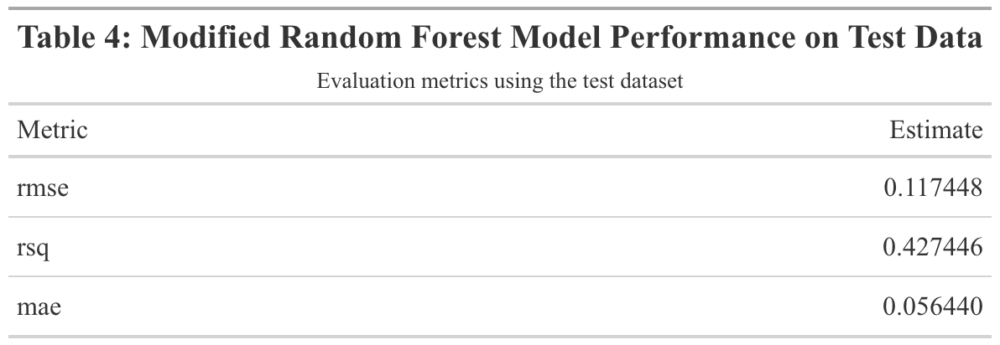 Table 4: Modified Random Forest Model Performance on Test Data
Evaluation metrics using the test dataset
Metric Estimate
rmse 0.117448
rsq 0.427446
mae 0.056440